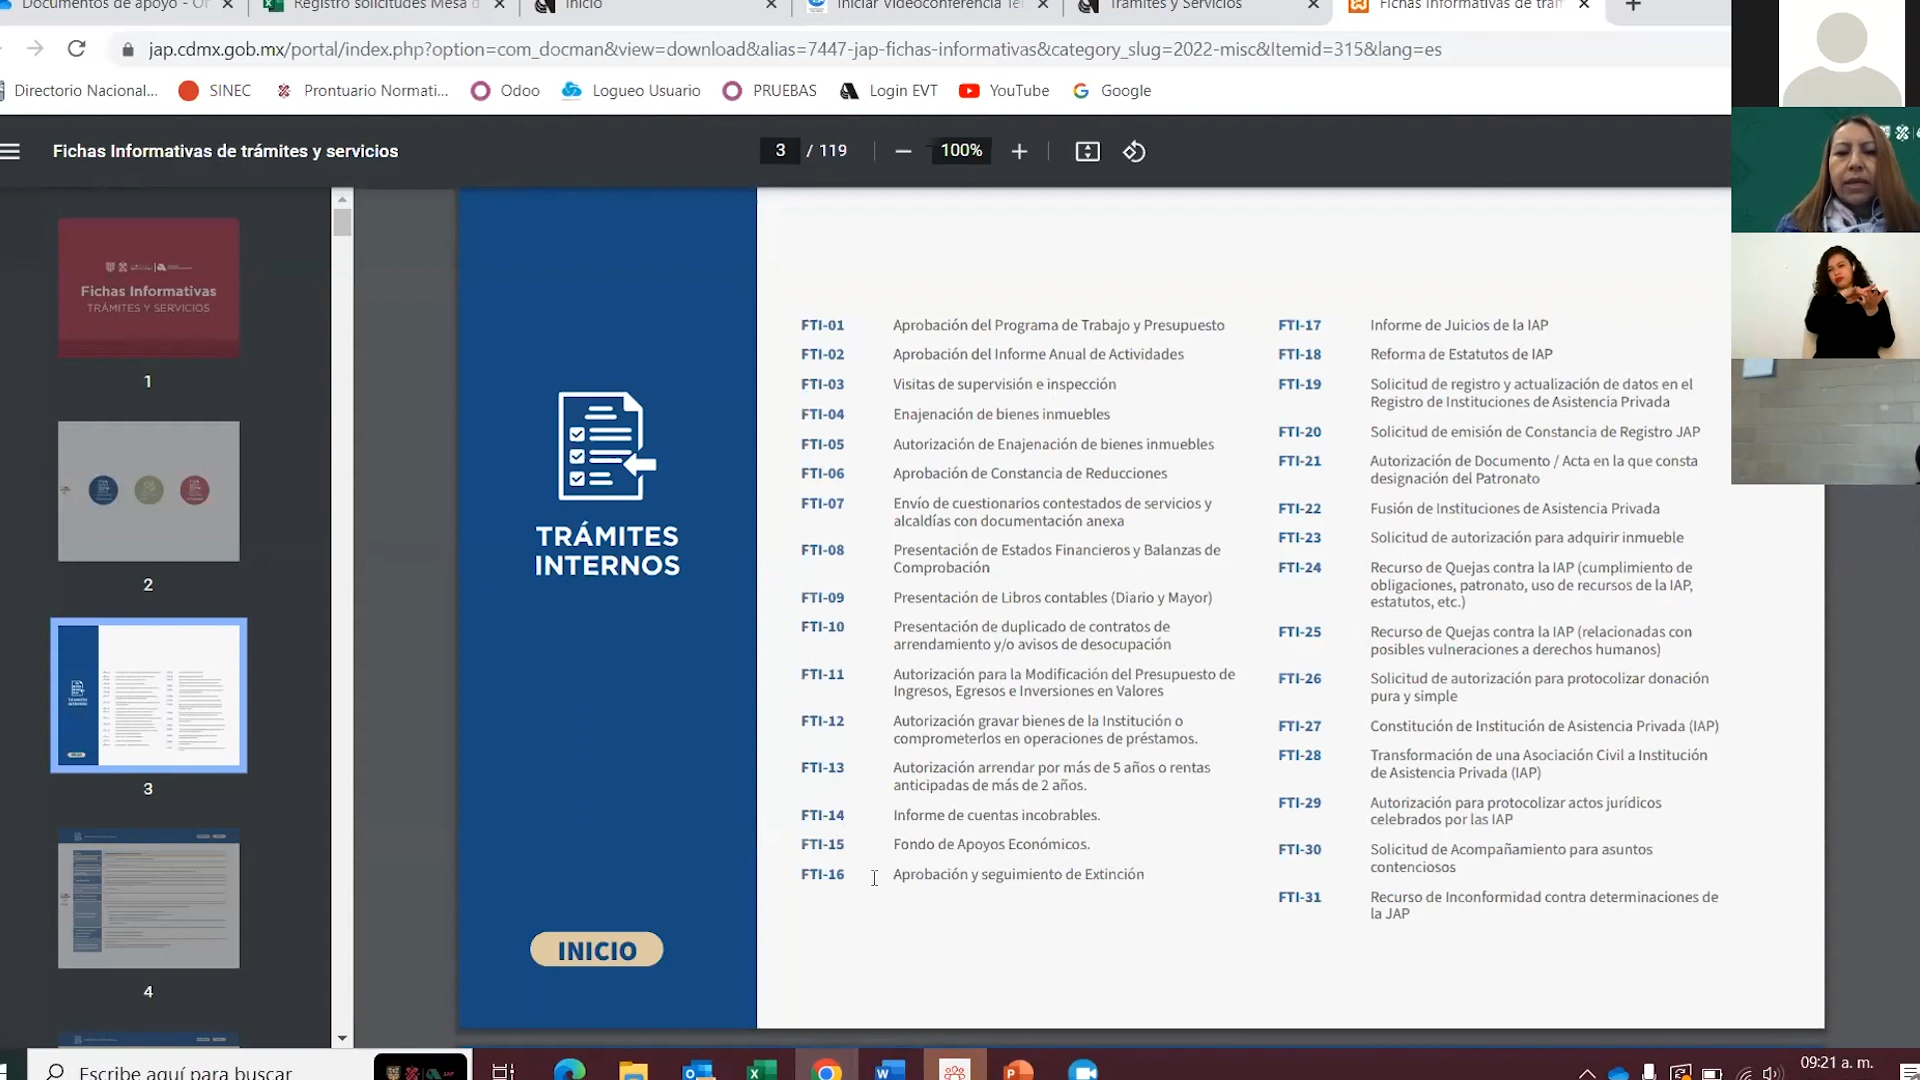 Documentos de apoyo - O
Registro solicitudes Mesa d
Inicio
Iniciar Videoconferencia Te
Trámites y Servicios
Fichas Informativas de trám
jap.cdmx.gob.mx/portal/index.php?option=com_docman&view=download&alias=7447-jap-fichas-informativas&category_slug=2022-misc&Itemid=315&lang=es
Directorio Nacional...
SINEC
Prontuario Normati...
Odoo
Logueo Usuario
PRUEBAS
Login EVT
YouTube
Google
Fichas Informativas de trámites y servicios
3 / 119
100%
Fichas Informativas
TRÁMITES Y SERVICIOS
1
2
3
4
TRÁMITES
INTERNOS
INICIO
FTI-01 Aprobación del Programa de Trabajo y Presupuesto
FTI-02 Aprobación del Informe Anual de Actividades
FTI-03 Visitas de supervisión e inspección
FTI-04 Enajenación de bienes inmuebles
FTI-05 Autorización de Enajenación de bienes inmuebles
FTI-06 Aprobación de Constancia de Reducciones
FTI-07 Envío de cuestionarios contestados de servicios y
alcaldías con documentación anexa
FTI-08 Presentación de Estados Financieros y Balanzas de
Comprobación
FTI-09 Presentación de Libros contables (Diario y Mayor)
FTI-10 Presentación de duplicado de contratos de
arrendamiento y/o avisos de desocupación
FTI-11 Autorización para la Modificación del Presupuesto de
Ingresos, Egresos e Inversiones en Valores
FTI-12 Autorización gravar bienes de la Institución o
comprometerlos en operaciones de préstamos.
FTI-13 Autorización arrendar por más de 5 años o rentas
anticipadas de más de 2 años.
FTI-14 Informe de cuentas incobrables.
FTI-15 Fondo de Apoyos Económicos.
FTI-16 Aprobación y seguimiento de Extinción
FTI-17 Informe de Juicios de la IAP
FTI-18 Reforma de Estatutos de IAP
FTI-19 Solicitud de registro y actualización de datos en el
Registro de Instituciones de Asistencia Privada
FTI-20 Solicitud de emisión de Constancia de Registro JAP
FTI-21 Autorización de Documento / Acta en la que consta
designación del Patronato
FTI-22 Fusión de Instituciones de Asistencia Privada
FTI-23 Solicitud de autorización para adquirir inmueble
FTI-24 Recurso de Quejas contra la IAP (cumplimiento de
obligaciones, patronato, uso de recursos de la IAP,
estatutos, etc.)
FTI-25 Recurso de Quejas contra la IAP (relacionadas con
posibles vulneraciones a derechos humanos)
FTI-26 Solicitud de autorización para protocolizar donación
pura y simple
FTI-27 Constitución de Institución de Asistencia Privada (IAP)
FTI-28 Transformación de una Asociación Civil a Institución
de Asistencia Privada (IAP)
FTI-29 Autorización para protocolizar actos jurídicos
celebrados por las IAP
FTI-30 Solicitud de Acompañamiento para asuntos
contenciosos
FTI-31 Recurso de Inconformidad contra determinaciones de
la JAP
Escribe aquí para buscar
09:21 a. m.